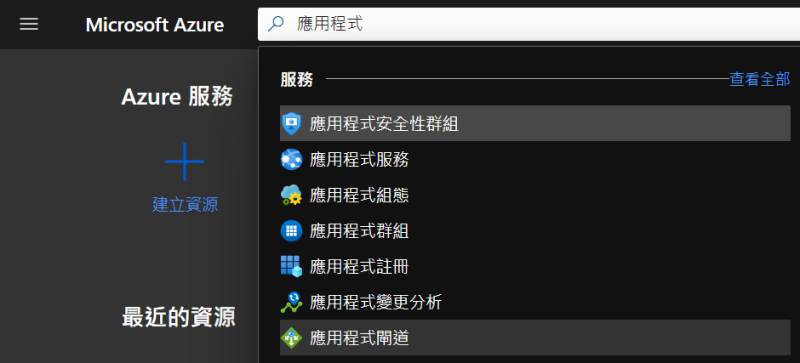 Microsoft Azure
應用程式
Azure 服務
建立資源
最近的資源
服務
查看全部
應用程式安全性群組
應用程式服務
應用程式組態
應用程式群組
應用程式註冊
應用程式變更分析
應用程式閘道